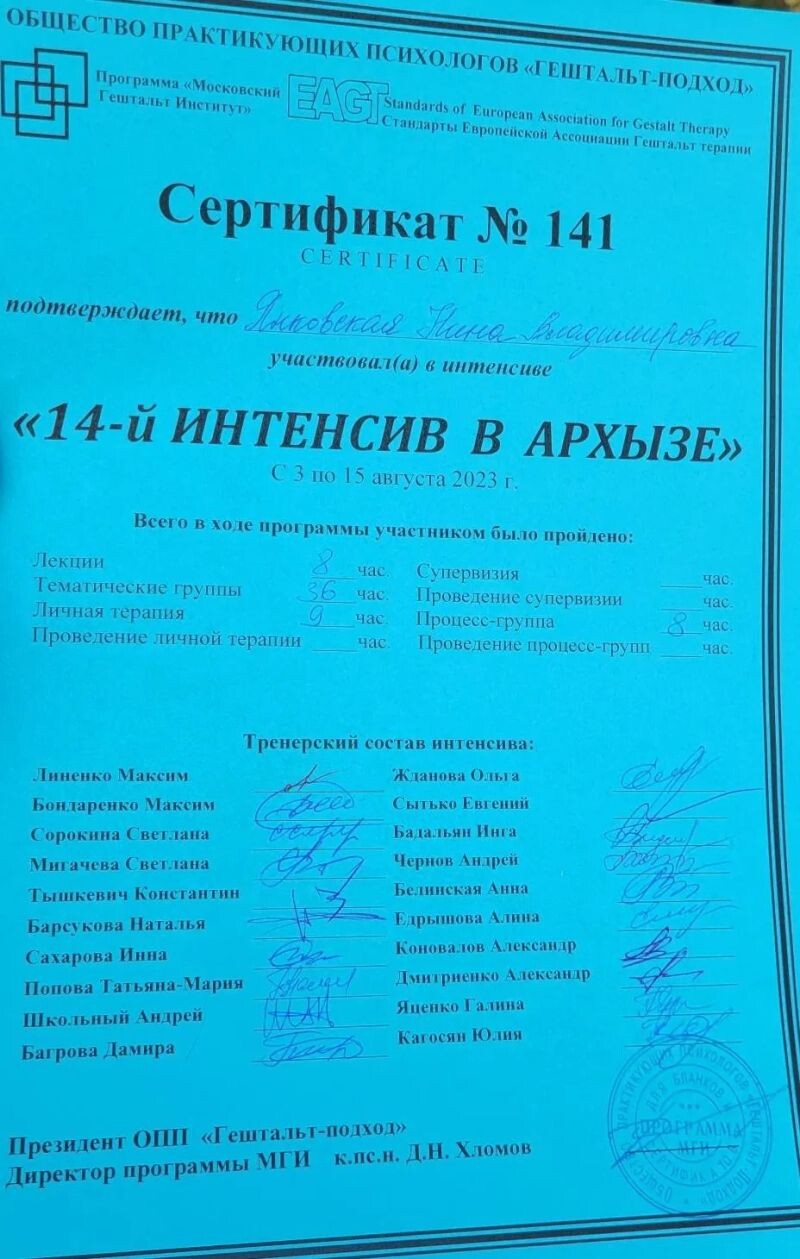 ОБЩЕСТВО ПРАКТИКУЮЩИХ ПСИХОЛОГОВ «ГЕШТАЛЬТ-ПОДХОД»
Программа «Московский
Гештальт Институт»
EAGT
Standards of European Association for Gestalt Therapy
Стандарты Европейской Ассоциации Гештальт терапии
Сертификат № 141
CERTIFICATE
подтверждает, что Янковская Нина Владимировна
участвовал(а) в интенсиве
«14-й ИНТЕНСИВ В АРХЫЗЕ»
С 3 по 15 августа 2023 г.
Всего в ходе программы участником было пройдено:
Лекции 8 час. Супервизия ____час.
Тематические группы 36 час. Проведение супервизии ____час.
Личная терапия 9 час. Процесс-группа 8 час.
Проведение личной терапии ____час. Проведение процесс-групп ____час.
Тренерский состав интенсива:
Линенко Максим Жданова Ольга
Бондаренко Максим Сытько Евгений
Сорокина Светлана Бадальян Инга
Мигачева Светлана Чернов Андрей
Тышкевич Константин Белинская Анна
Барсукова Наталья Едрышова Алина
Сахарова Инна Коновалов Александр
Попова Татьяна-Мария Дмитриенко Александр
Школьный Андрей Яценко Галина
Багрова Дамира Кагосян Юлия
Президент ОПП «Гештальт-подход»
Директор программы МГИ к.пс.н. Д.Н. Хломов
ПРОГРАММА
МГИ